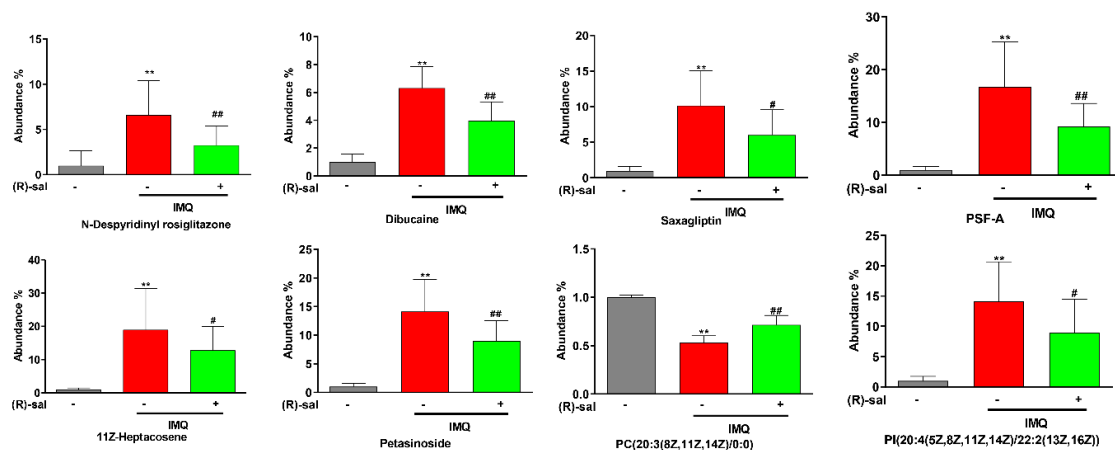 Abundance %
15
10
5
0
**
##
(R)-sal - - +
IMQ
N-Despyridinyl rosiglitazone
Abundance %
10
8
6
4
2
0
**
##
- - +
IMQ
Dibucaine
Abundance %
20
15
10
5
0
**
#
(R)-sal - - +
IMQ
Saxagliptin
Abundance %
30
20
10
0
**
##
(R)-sal - - +
IMQ
PSF-A
Abundance %
40
30
20
10
0
**
#
(R)-sal - - +
IMQ
11Z-Heptacosene
Abundance %
25
20
15
10
5
0
**
##
(R)-sal - - +
IMQ
Petasinoside
Abundance %
1.5
1.0
0.5
0.0
**
##
(R)-sal - - +
IMQ
PC(20:3(8Z,11Z,14Z)/0:0)
Abundance %
25
20
15
10
5
0
**
#
(R)-sal - - +
IMQ
PI(20:4(5Z,8Z,11Z,14Z)/22:2(13Z,16Z))